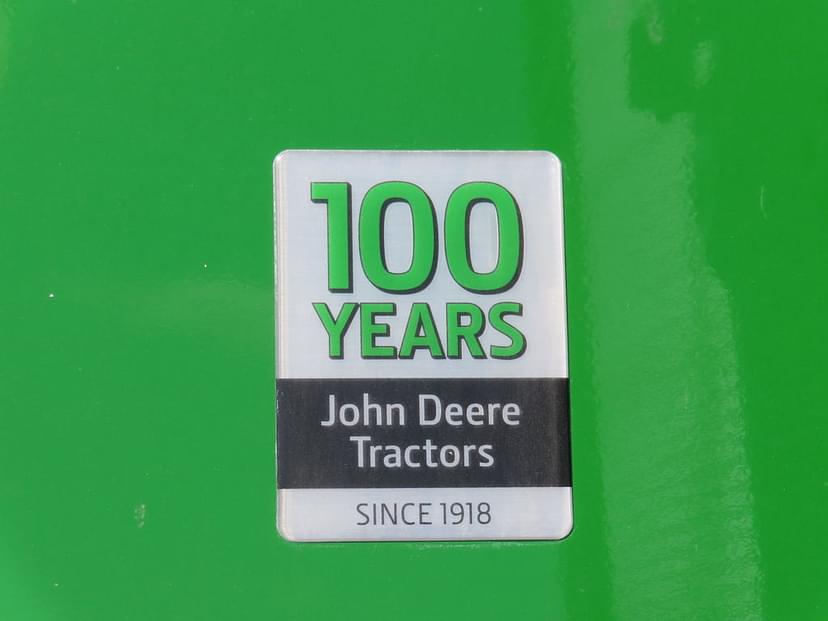 100
YEARS
John Deere
Tractors
SINCE 1918